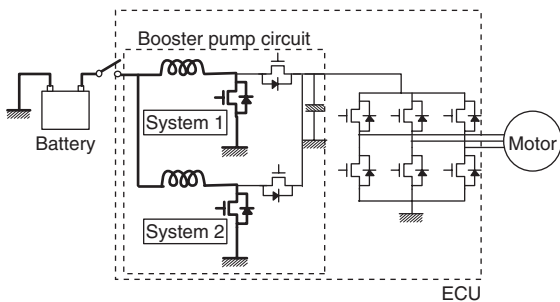 Booster pump circuit
System 1
Battery
Motor
System 2
ECU